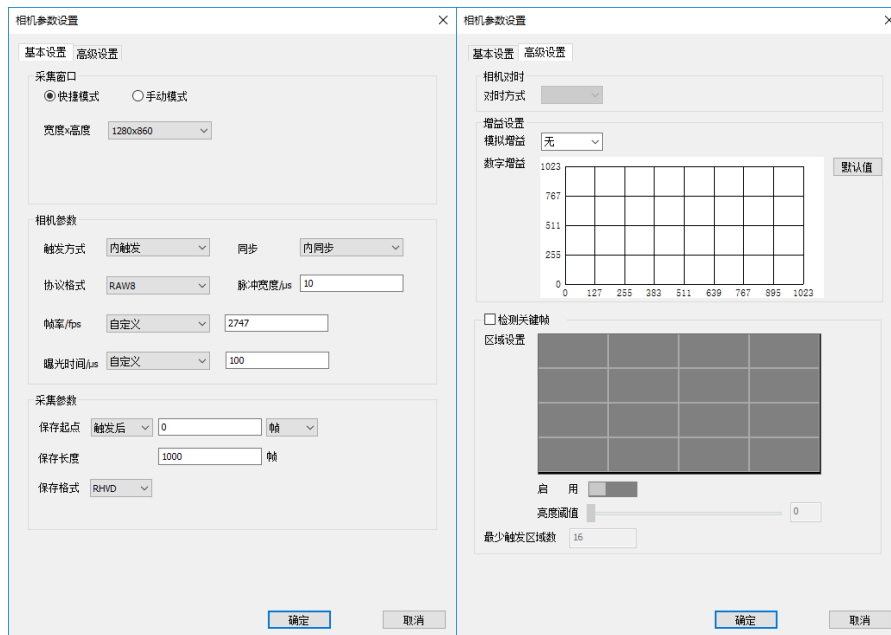 相机参数设置
基本设置 高级设置
采集窗口
快捷模式 手动模式
宽度x高度 1280x860
相机参数
触发方式 内触发 同步 内同步
协议格式 RAW8 脉冲宽度/μs 10
帧率/fps 自定义 2747
曝光时间/μs 自定义 100
采集参数
保存起点 触发后 0 帧
保存长度 1000 帧
保存格式 RHVD
确定 取消
相机参数设置
基本设置 高级设置
相机对时
对时方式
增益设置
模拟增益 无
数字增益 默认值
1023
767
511
255
0
0 127 255 383 511 639 767 895 1023
检测关键帧
区域设置
启 用
亮度阈值 0
最少触发区域数 16
确定 取消